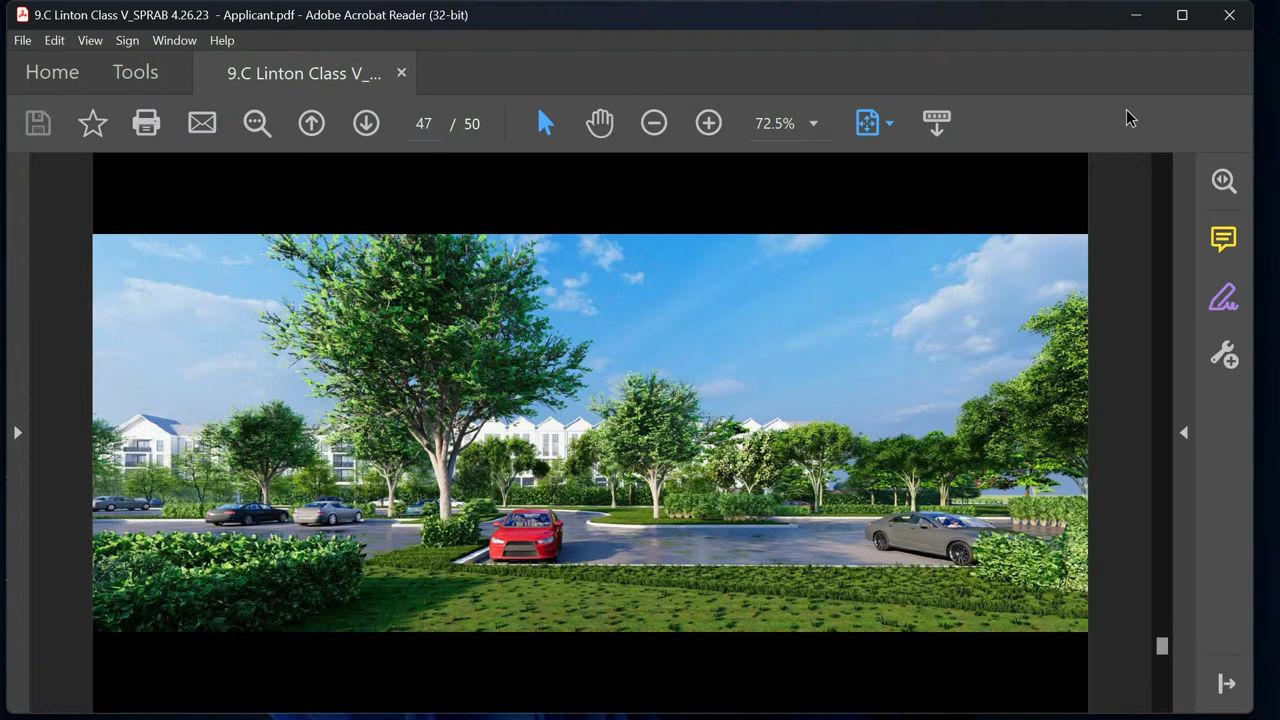 9.C Linton Class V_SPRAB 4.26.23 - Applicant.pdf - Adobe Acrobat Reader (32-bit)
File Edit View Sign Window Help
Home Tools 9.C Linton Class V_...
47 / 50 72.5%